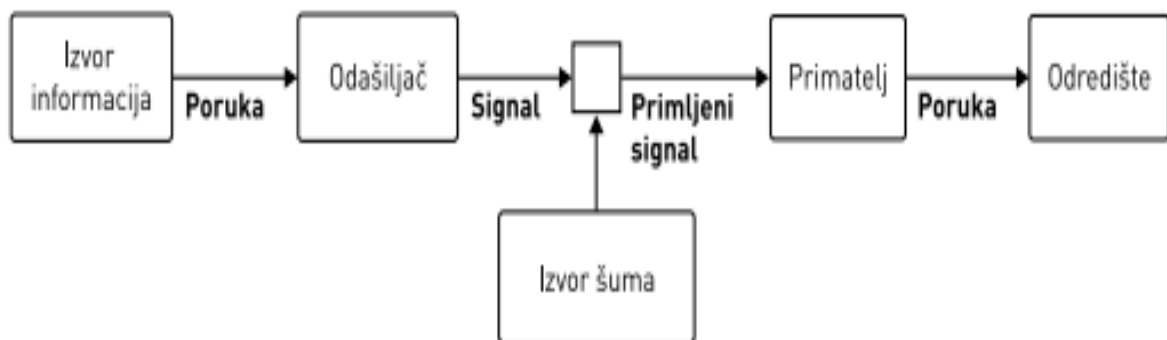 Izvor
informacija
Poruka
Odašiljač
Signal
Primljeni
signal
Primatelj
Poruka
Odredište
Izvor šuma